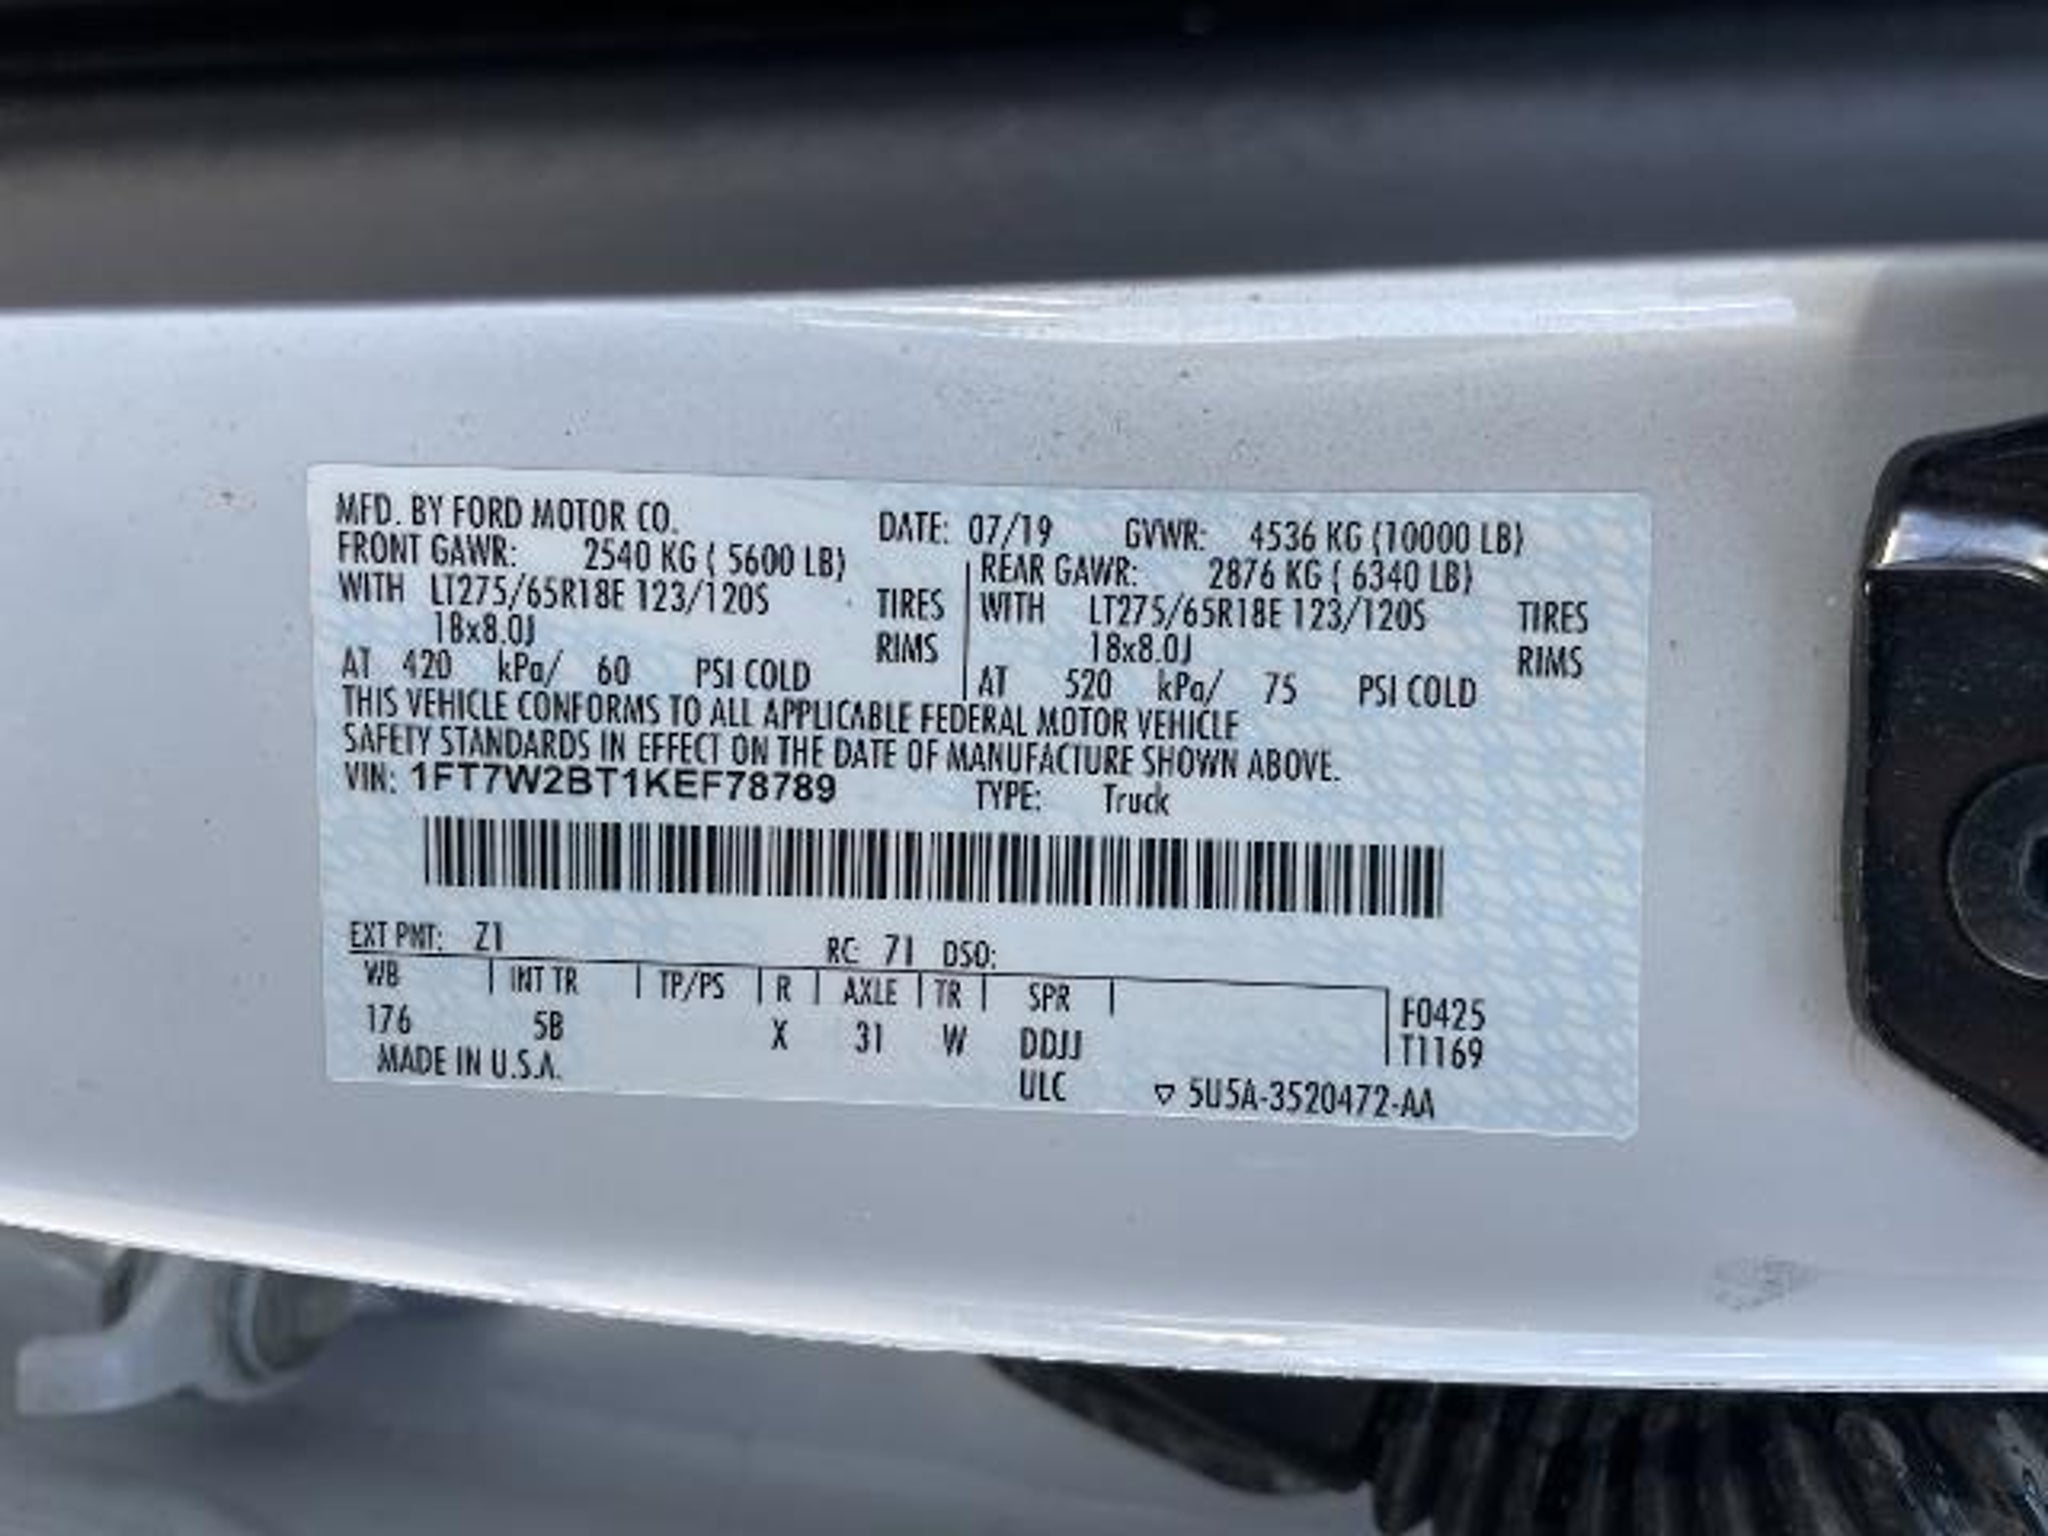 MFD. BY FORD MOTOR CO. DATE: 07/19 GVWR: 4536 KG (10000 LB)
FRONT GAWR: 2540 KG ( 5600 LB) REAR GAWR: 2876 KG ( 6340 LB)
WITH LT275/65R18E 123/120S TIRES WITH LT275/65R18E 123/120S TIRES
18x8.0J RIMS 18x8.0J RIMS
AT 420 kPa/ 60 PSI COLD AT 520 kPa/ 75 PSI COLD
THIS VEHICLE CONFORMS TO ALL APPLICABLE FEDERAL MOTOR VEHICLE
SAFETY STANDARDS IN EFFECT ON THE DATE OF MANUFACTURE SHOWN ABOVE.
VIN: 1FT7W2BT1KEF78789 TYPE: Truck
EXT PNT: Z1 RC: 71 DSO:
WB INT TR TP/PS R AXLE TR SPR F0425
176 5B X 31 W DDJJ T1169
MADE IN U.S.A. ULC ▽ 5U5A-3520472-AA